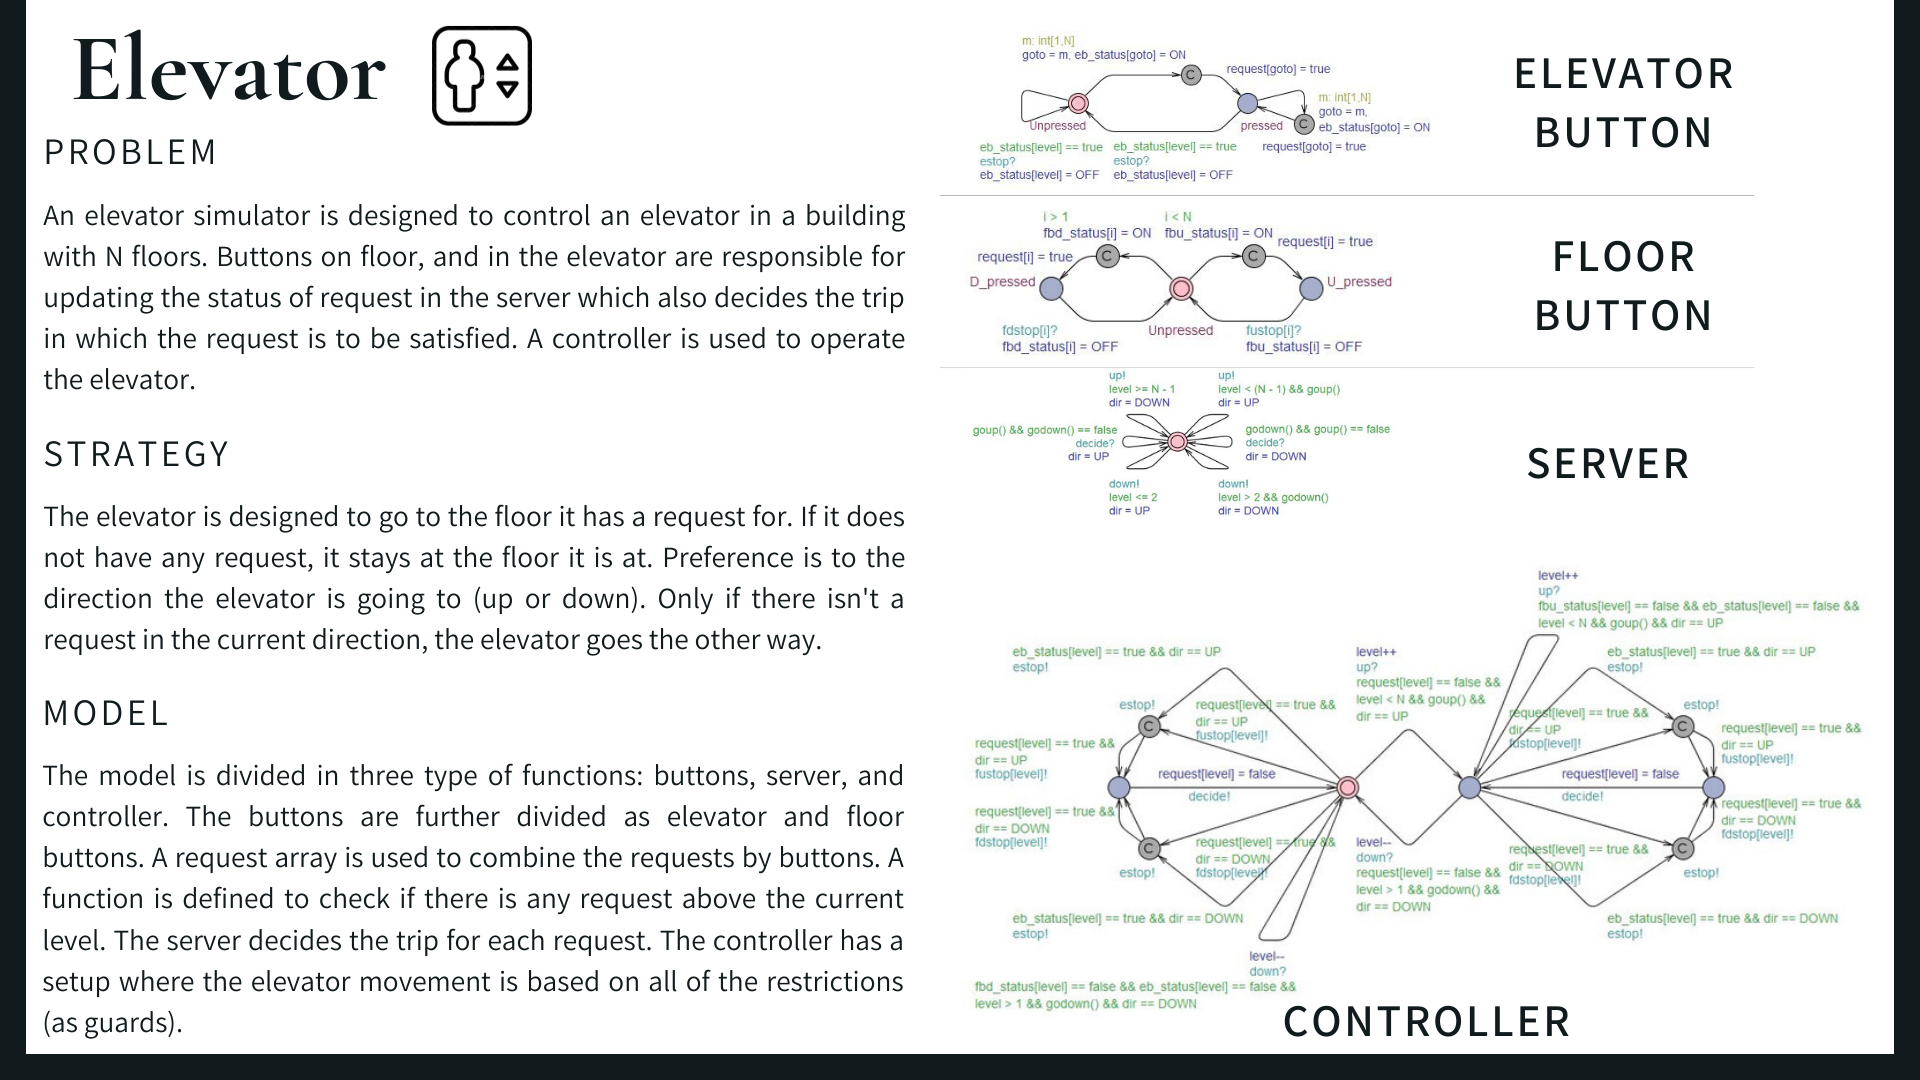 Elevator
PROBLEM
An elevator simulator is designed to control an elevator in a building
with N floors. Buttons on floor, and in the elevator are responsible for
updating the status of request in the server which also decides the trip
in which the request is to be satisfied. A controller is used to operate
the elevator.
STRATEGY
The elevator is designed to go to the floor it has a request for. If it does
not have any request, it stays at the floor it is at. Preference is to the
direction the elevator is going to (up or down). Only if there isn't a
request in the current direction, the elevator goes the other way.
MODEL
The model is divided in three type of functions: buttons, server, and
controller. The buttons are further divided as elevator and floor
buttons. A request array is used to combine the requests by buttons. A
function is defined to check if there is any request above the current
level. The server decides the trip for each request. The controller has a
setup where the elevator movement is based on all of the restrictions
(as guards).
m: int[1,N]
goto = m, eb_status[goto] = ON
C
request[goto] = true
m: int[1,N]
goto = m,
eb_status[goto] = ON
C
Unpressed
pressed
request[goto] = true
eb_status[level] == true
estop?
eb_status[level] = OFF
eb_status[level] == true
estop?
eb_status[level] = OFF
ELEVATOR
BUTTON
i > 1
fbd_status[i] = ON
i < N
fbu_status[i] = ON
request[i] = true
request[i] = true
C
C
D_pressed
U_pressed
Unpressed
fdstop[i]?
fbd_status[i] = OFF
fustop[i]?
fbu_status[i] = OFF
FLOOR
BUTTON
up!
level >= N - 1
dir = DOWN
up!
level < (N - 1) && goup()
dir = UP
goup() && godown() == false
decide?
dir = UP
godown() && goup() == false
decide?
dir = DOWN
down!
level <= 2
dir = UP
down!
level > 2 && godown()
dir = DOWN
SERVER
level++
up?
fbu_status[level] == false && eb_status[level] == false &&
level < N && goup() && dir == UP
eb_status[level] == true && dir == UP
estop!
level++
up?
request[level] == false &&
level < N && goup() &&
dir == UP
eb_status[level] == true && dir == UP
estop!
estop!
C
request[level] == true &&
dir == UP
fustop[level]!
request[level] == true &&
dir == UP
fustop[level]!
estop!
C
request[level] == true &&
dir == UP
fustop[level]!
request[level] == true &&
dir == UP
fustop[level]!
request[level] = false
decide!
request[level] = false
decide!
request[level] == true &&
dir == DOWN
fdstop[level]!
C
estop!
request[level] == true &&
dir == DOWN
fdstop[level]!
level--
down?
request[level] == false &&
level > 1 && godown() &&
dir == DOWN
request[level] == true &&
dir == DOWN
fdstop[level]!
request[level] == true &&
dir == DOWN
fdstop[level]!
C
estop!
eb_status[level] == true && dir == DOWN
estop!
eb_status[level] == true && dir == DOWN
estop!
level--
down?
fbd_status[level] == false && eb_status[level] == false &&
level > 1 && godown() && dir == DOWN
CONTROLLER